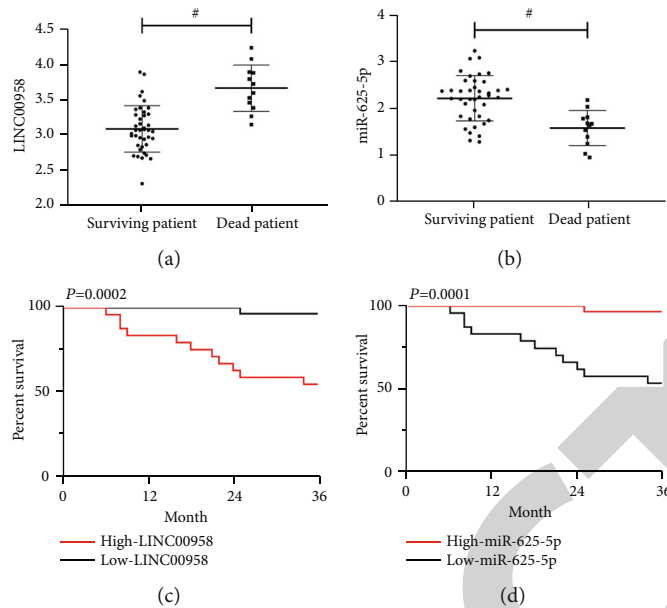 #
4.5
4.0
3.5
3.0
2.5
2.0
LINC00958
Surviving patient Dead patient
(a)
#
4
3
2
1
0
miR-625-5p
Surviving patient Dead patient
(b)
P=0.0002
100
50
0
Percent survival
0 12 24 36
Month
High-LINC00958
Low-LINC00958
(c)
P=0.0001
100
50
0
Percent survival
0 12 24 36
Month
High-miR-625-5p
Low-miR-625-5p
(d)